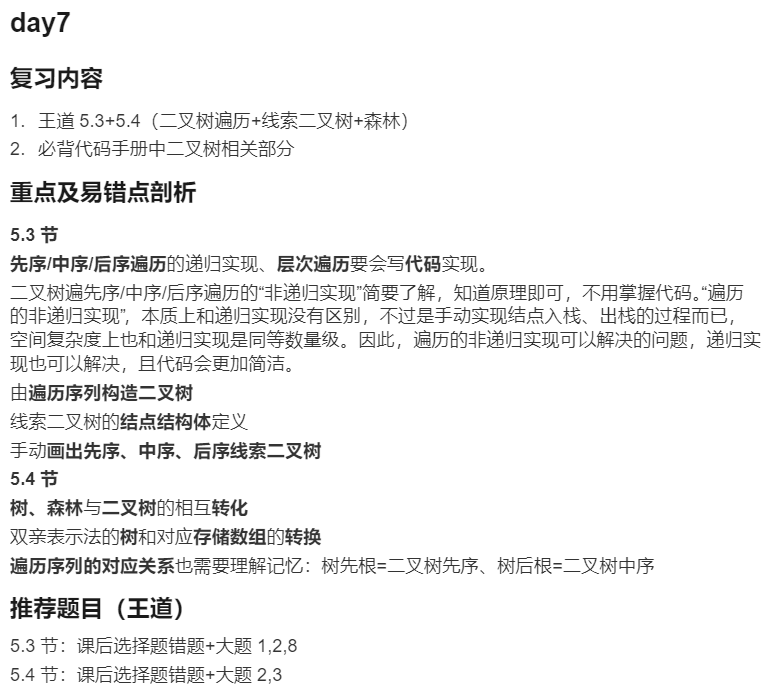 day7
复习内容
1. 王道 5.3+5.4（二叉树遍历+线索二叉树+森林）
2. 必背代码手册中二叉树相关部分
重点及易错点剖析
5.3 节
先序/中序/后序遍历的递归实现、层次遍历要会写代码实现。
二叉树遍先序/中序/后序遍历的“非递归实现”简要了解，知道原理即可，不用掌握代码。“遍历
的非递归实现”，本质上和递归实现没有区别，不过是手动实现结点入栈、出栈的过程而已，
空间复杂度上也和递归实现是同等数量级。因此，遍历的非递归实现可以解决的问题，递归实
现也可以解决，且代码会更加简洁。
由遍历序列构造二叉树
线索二叉树的结点结构体定义
手动画出先序、中序、后序线索二叉树
5.4 节
树、森林与二叉树的相互转化
双亲表示法的树和对应存储数组的转换
遍历序列的对应关系也需要理解记忆：树先根=二叉树先序、树后根=二叉树中序
推荐题目（王道）
5.3 节：课后选择题错题+大题 1,2,8
5.4 节：课后选择题错题+大题 2,3